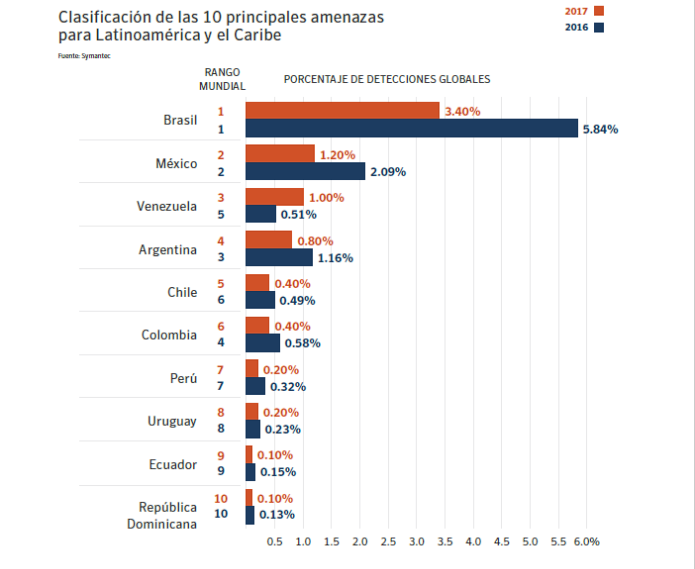 Clasificación de las 10 principales amenazas
para Latinoamérica y el Caribe
Fuente: Symantec
2017
2016
RANGO
MUNDIAL
PORCENTAJE DE DETECCIONES GLOBALES
Brasil
1
3.40%
1
5.84%
México
2
1.20%
2
2.09%
Venezuela
3
1.00%
5
0.51%
Argentina
4
0.80%
3
1.16%
Chile
5
0.40%
6
0.49%
Colombia
6
0.40%
4
0.58%
Perú
7
0.20%
7
0.32%
Uruguay
8
0.20%
8
0.23%
Ecuador
9
0.10%
9
0.15%
República
Dominicana
10
0.10%
10
0.13%
0.5 1.0 1.5 2.0 2.5 3.0 3.5 4.0 4.5 5.0 5.5 6.0%